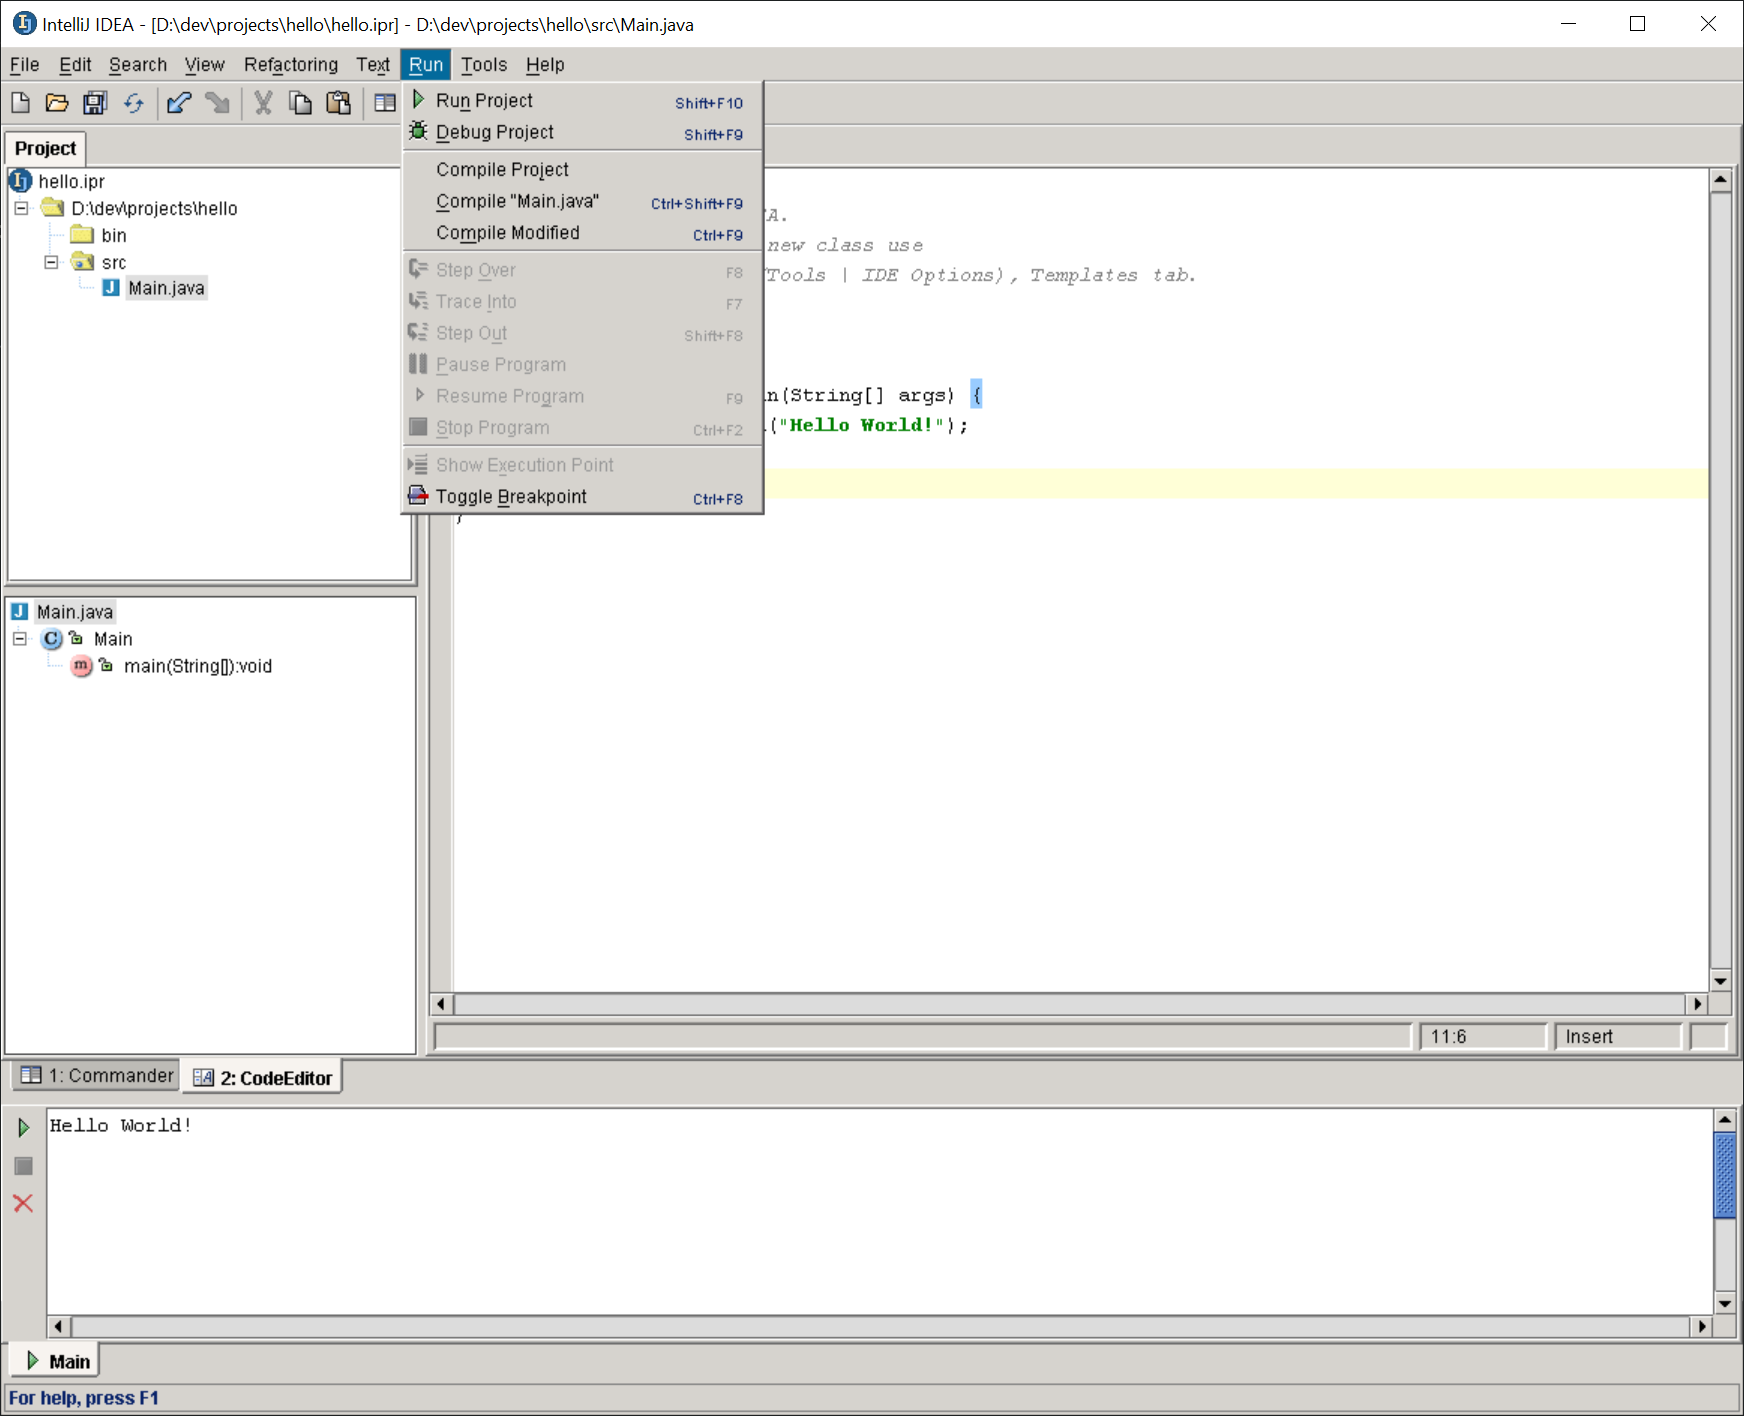 IntelliJ IDEA - [D:\dev\projects\hello\hello.ipr] - D:\dev\projects\hello\src\Main.java
File Edit Search View Refactoring Text Run Tools Help
Run Project Shift+F10
Debug Project Shift+F9
Compile Project
Compile "Main.java" Ctrl+Shift+F9
Compile Modified Ctrl+F9
Step Over F8
Trace Into F7
Step Out Shift+F8
Pause Program
Resume Program F9
Stop Program Ctrl+F2
Show Execution Point
Toggle Breakpoint Ctrl+F8
Project
hello.ipr
D:\dev\projects\hello
bin
src
Main.java
A.
new class use
Tools | IDE Options), Templates tab.
n(String[] args) {
("Hello World!");
}
Main.java
Main
main(String[]):void
11:6 Insert
1: Commander 2: CodeEditor
Hello World!
Main
For help, press F1